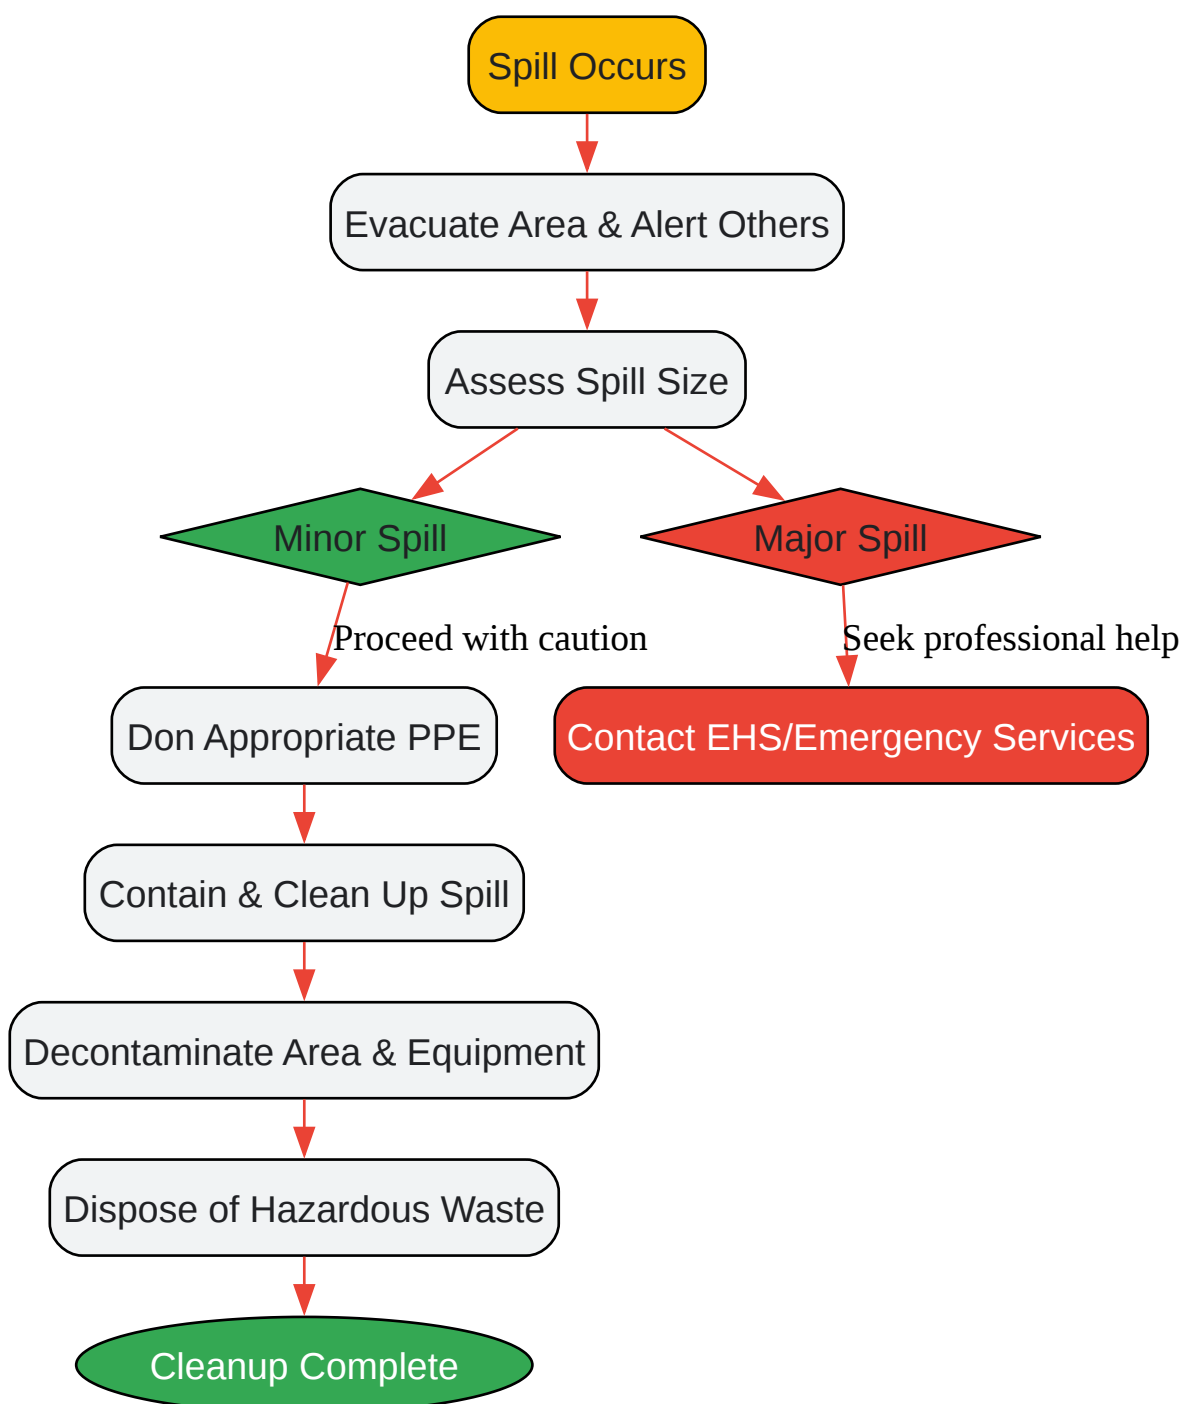 Spill Occurs
Evacuate Area & Alert Others
Assess Spill Size
Minor Spill
Major Spill
Proceed with caution
Seek professional help
Don Appropriate PPE
Contact EHS/Emergency Services
Contain & Clean Up Spill
Decontaminate Area & Equipment
Dispose of Hazardous Waste
Cleanup Complete